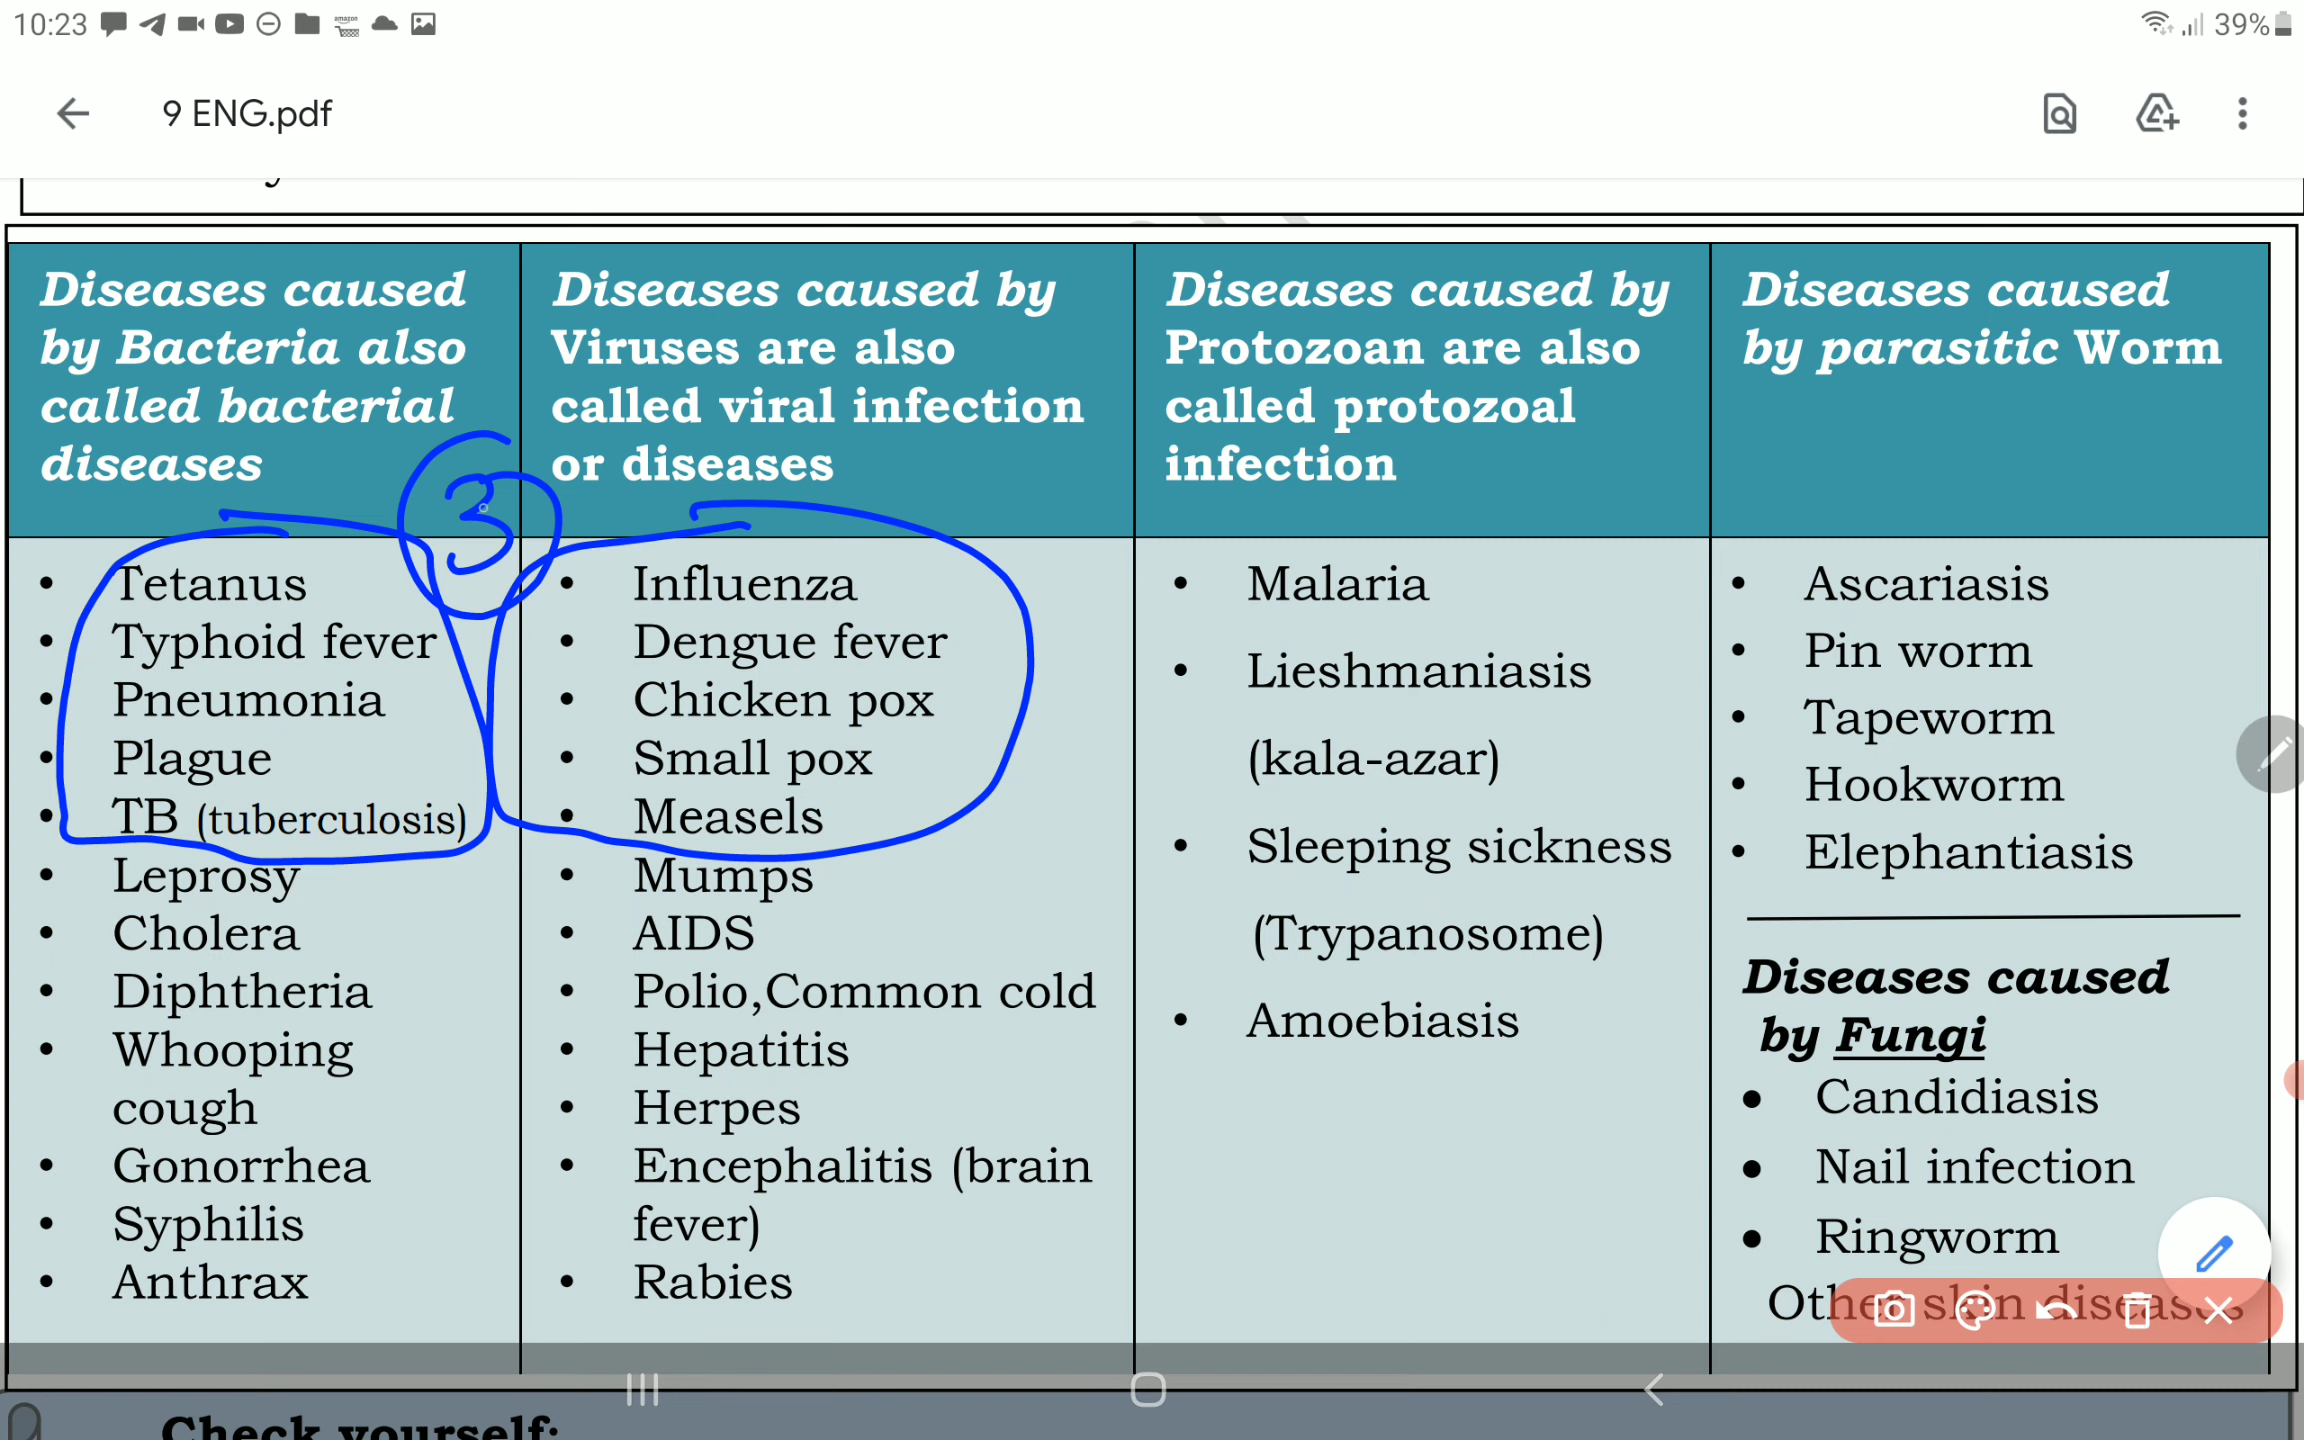 10:23
39%
9 ENG.pdf
Diseases caused
by Bacteria also
called bacterial
diseases
Diseases caused by
Viruses are also
called viral infection
or diseases
Diseases caused by
Protozoan are also
called protozoal
infection
Diseases caused
by parasitic Worm
3
• Tetanus
• Typhoid fever
• Pneumonia
• Plague
• TB (tuberculosis)
• Leprosy
• Cholera
• Diphtheria
• Whooping
cough
• Gonorrhea
• Syphilis
• Anthrax
• Influenza
• Dengue fever
• Chicken pox
• Small pox
• Measels
• Mumps
• AIDS
• Polio,Common cold
• Hepatitis
• Herpes
• Encephalitis (brain
fever)
• Rabies
• Malaria
• Lieshmaniasis
(kala-azar)
• Sleeping sickness
(Trypanosome)
• Amoebiasis
• Ascariasis
• Pin worm
• Tapeworm
• Hookworm
• Elephantiasis
Diseases caused
by Fungi
• Candidiasis
• Nail infection
• Ringworm
Other skin diseases
Check yourself: